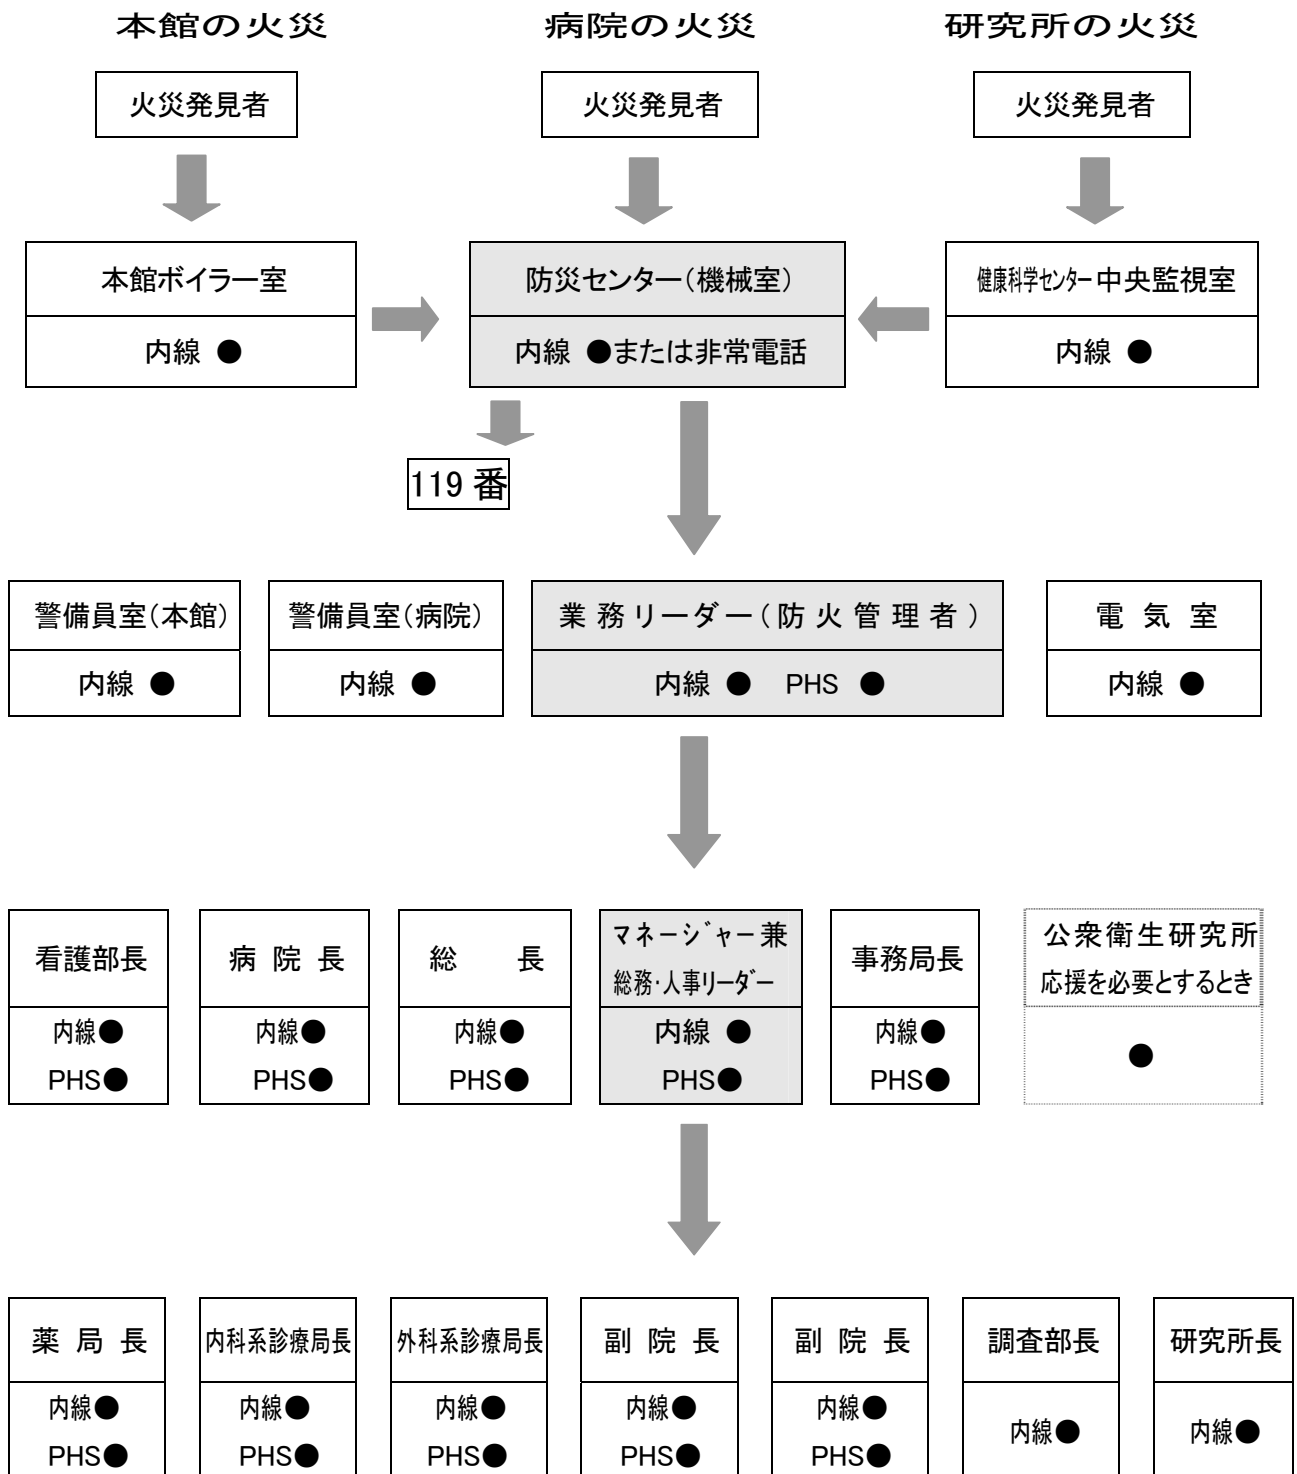 本館の火災 病院の火災 研究所の火災
火災発見者 火災発見者 火災発見者
本館ボイラー室 防災センター(機械室) 健康科学センター中央監視室
内線 ● 内線 ●または非常電話 内線 ●
119番
警備員室(本館) 警備員室(病院) 業務リーダー(防火管理者) 電気室
内線 ● 内線 ● 内線 ● PHS ● 内線 ●
看護部長 病院長 総長 マネージャー兼 事務局長 公衆衛生研究所
総務・人事リーダー 応援を必要とするとき
内線● 内線● 内線● 内線 ● 内線● ●
PHS● PHS● PHS● PHS● PHS●
薬局長 内科系診療局長 外科系診療局長 副院長 副院長 調査部長 研究所長
内線● 内線● 内線● 内線● 内線● 内線● 内線●
PHS● PHS● PHS● PHS● PHS●